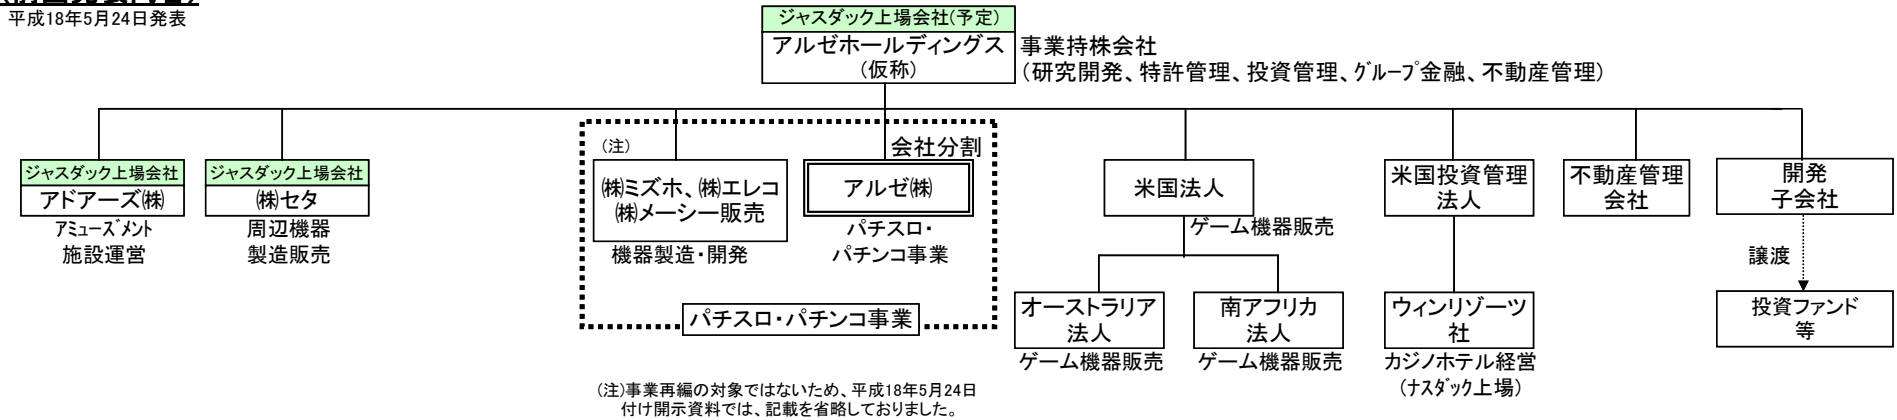 平成18年5月24日発表
ジャスダック上場会社(予定)
アルゼホールディングス
(仮称)
事業持株会社
(研究開発、特許管理、投資管理、ｸﾞﾙｰﾌﾟ金融、不動産管理)
ジャスダック上場会社
アドアーズ㈱
ｱﾐｭｰｽﾞﾒﾝﾄ
施設運営
ジャスダック上場会社
㈱セタ
周辺機器
製造販売
(注)
㈱ミズホ、㈱エレコ
㈱メーシー販売
機器製造・開発
会社分割
アルゼ㈱
パチスロ・
パチンコ事業
パチスロ・パチンコ事業
米国法人
ゲーム機器販売
オーストラリア
法人
ゲーム機器販売
南アフリカ
法人
ゲーム機器販売
米国投資管理
法人
ウィンリゾーツ
社
カジノホテル経営
(ﾅｽﾀﾞｯｸ上場)
不動産管理
会社
開発
子会社
譲渡
投資ファンド
等
(注)事業再編の対象ではないため、平成18年5月24日
付け開示資料では、記載を省略しておりました。